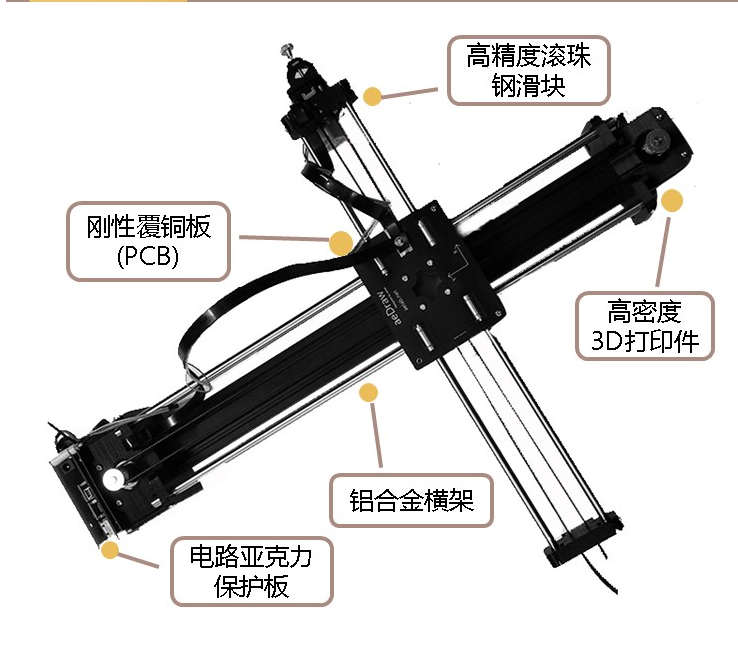 高精度滚珠
钢滑块
刚性覆铜板
(PCB)
高密度
3D打印件
aeDraw
铝合金横架
电路亚克力
保护板